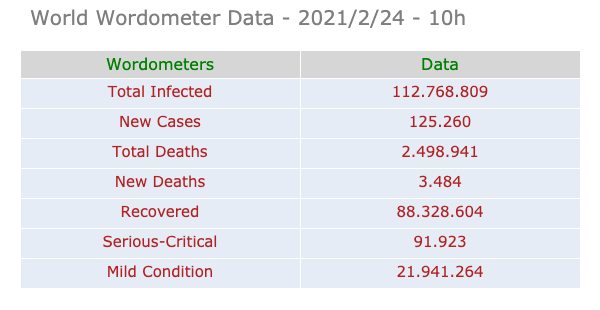 World Wordometer Data - 2021/2/24 - 10h
Wordometers Data
Total Infected 112.768.809
New Cases 125.260
Total Deaths 2.498.941
New Deaths 3.484
Recovered 88.328.604
Serious-Critical 91.923
Mild Condition 21.941.264